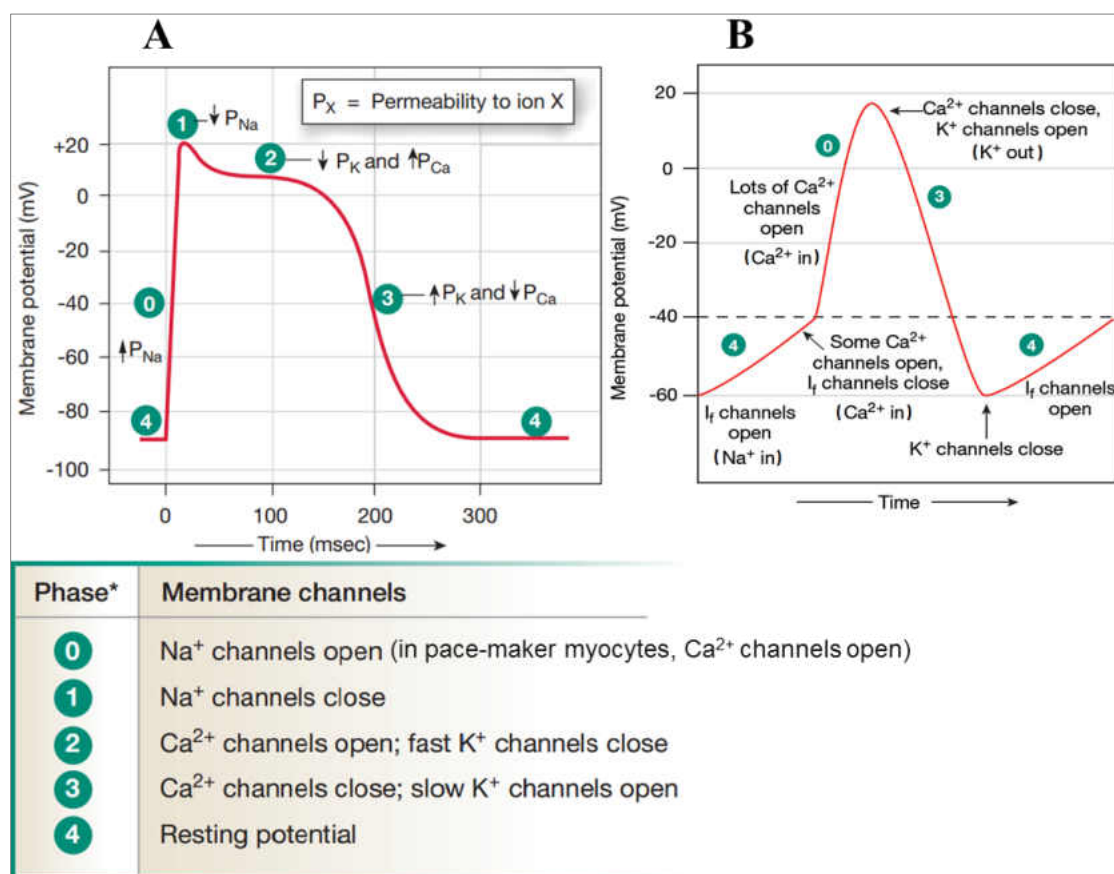 A
P_X = Permeability to ion X
1
↓ P_Na
2
↓ P_K and ↑P_Ca
+20
0
-20
-40
-60
-80
-100
Membrane potential (mV)
0
↑P_Na
3
↑P_K and ↓P_Ca
4
4
0
100
200
300
Time (msec)
B
20
0
-20
-40
-60
Membrane potential (mV)
Ca²⁺ channels close,
K⁺ channels open
(K⁺ out)
0
Lots of Ca²⁺
channels
open
(Ca²⁺ in)
3
4
Some Ca²⁺
channels open,
I_f channels close
(Ca²⁺ in)
4
I_f channels
open
(Na⁺ in)
I_f channels
open
K⁺ channels close
Time
Phase* Membrane channels
0 Na⁺ channels open (in pace-maker myocytes, Ca²⁺ channels open)
1 Na⁺ channels close
2 Ca²⁺ channels open; fast K⁺ channels close
3 Ca²⁺ channels close; slow K⁺ channels open
4 Resting potential